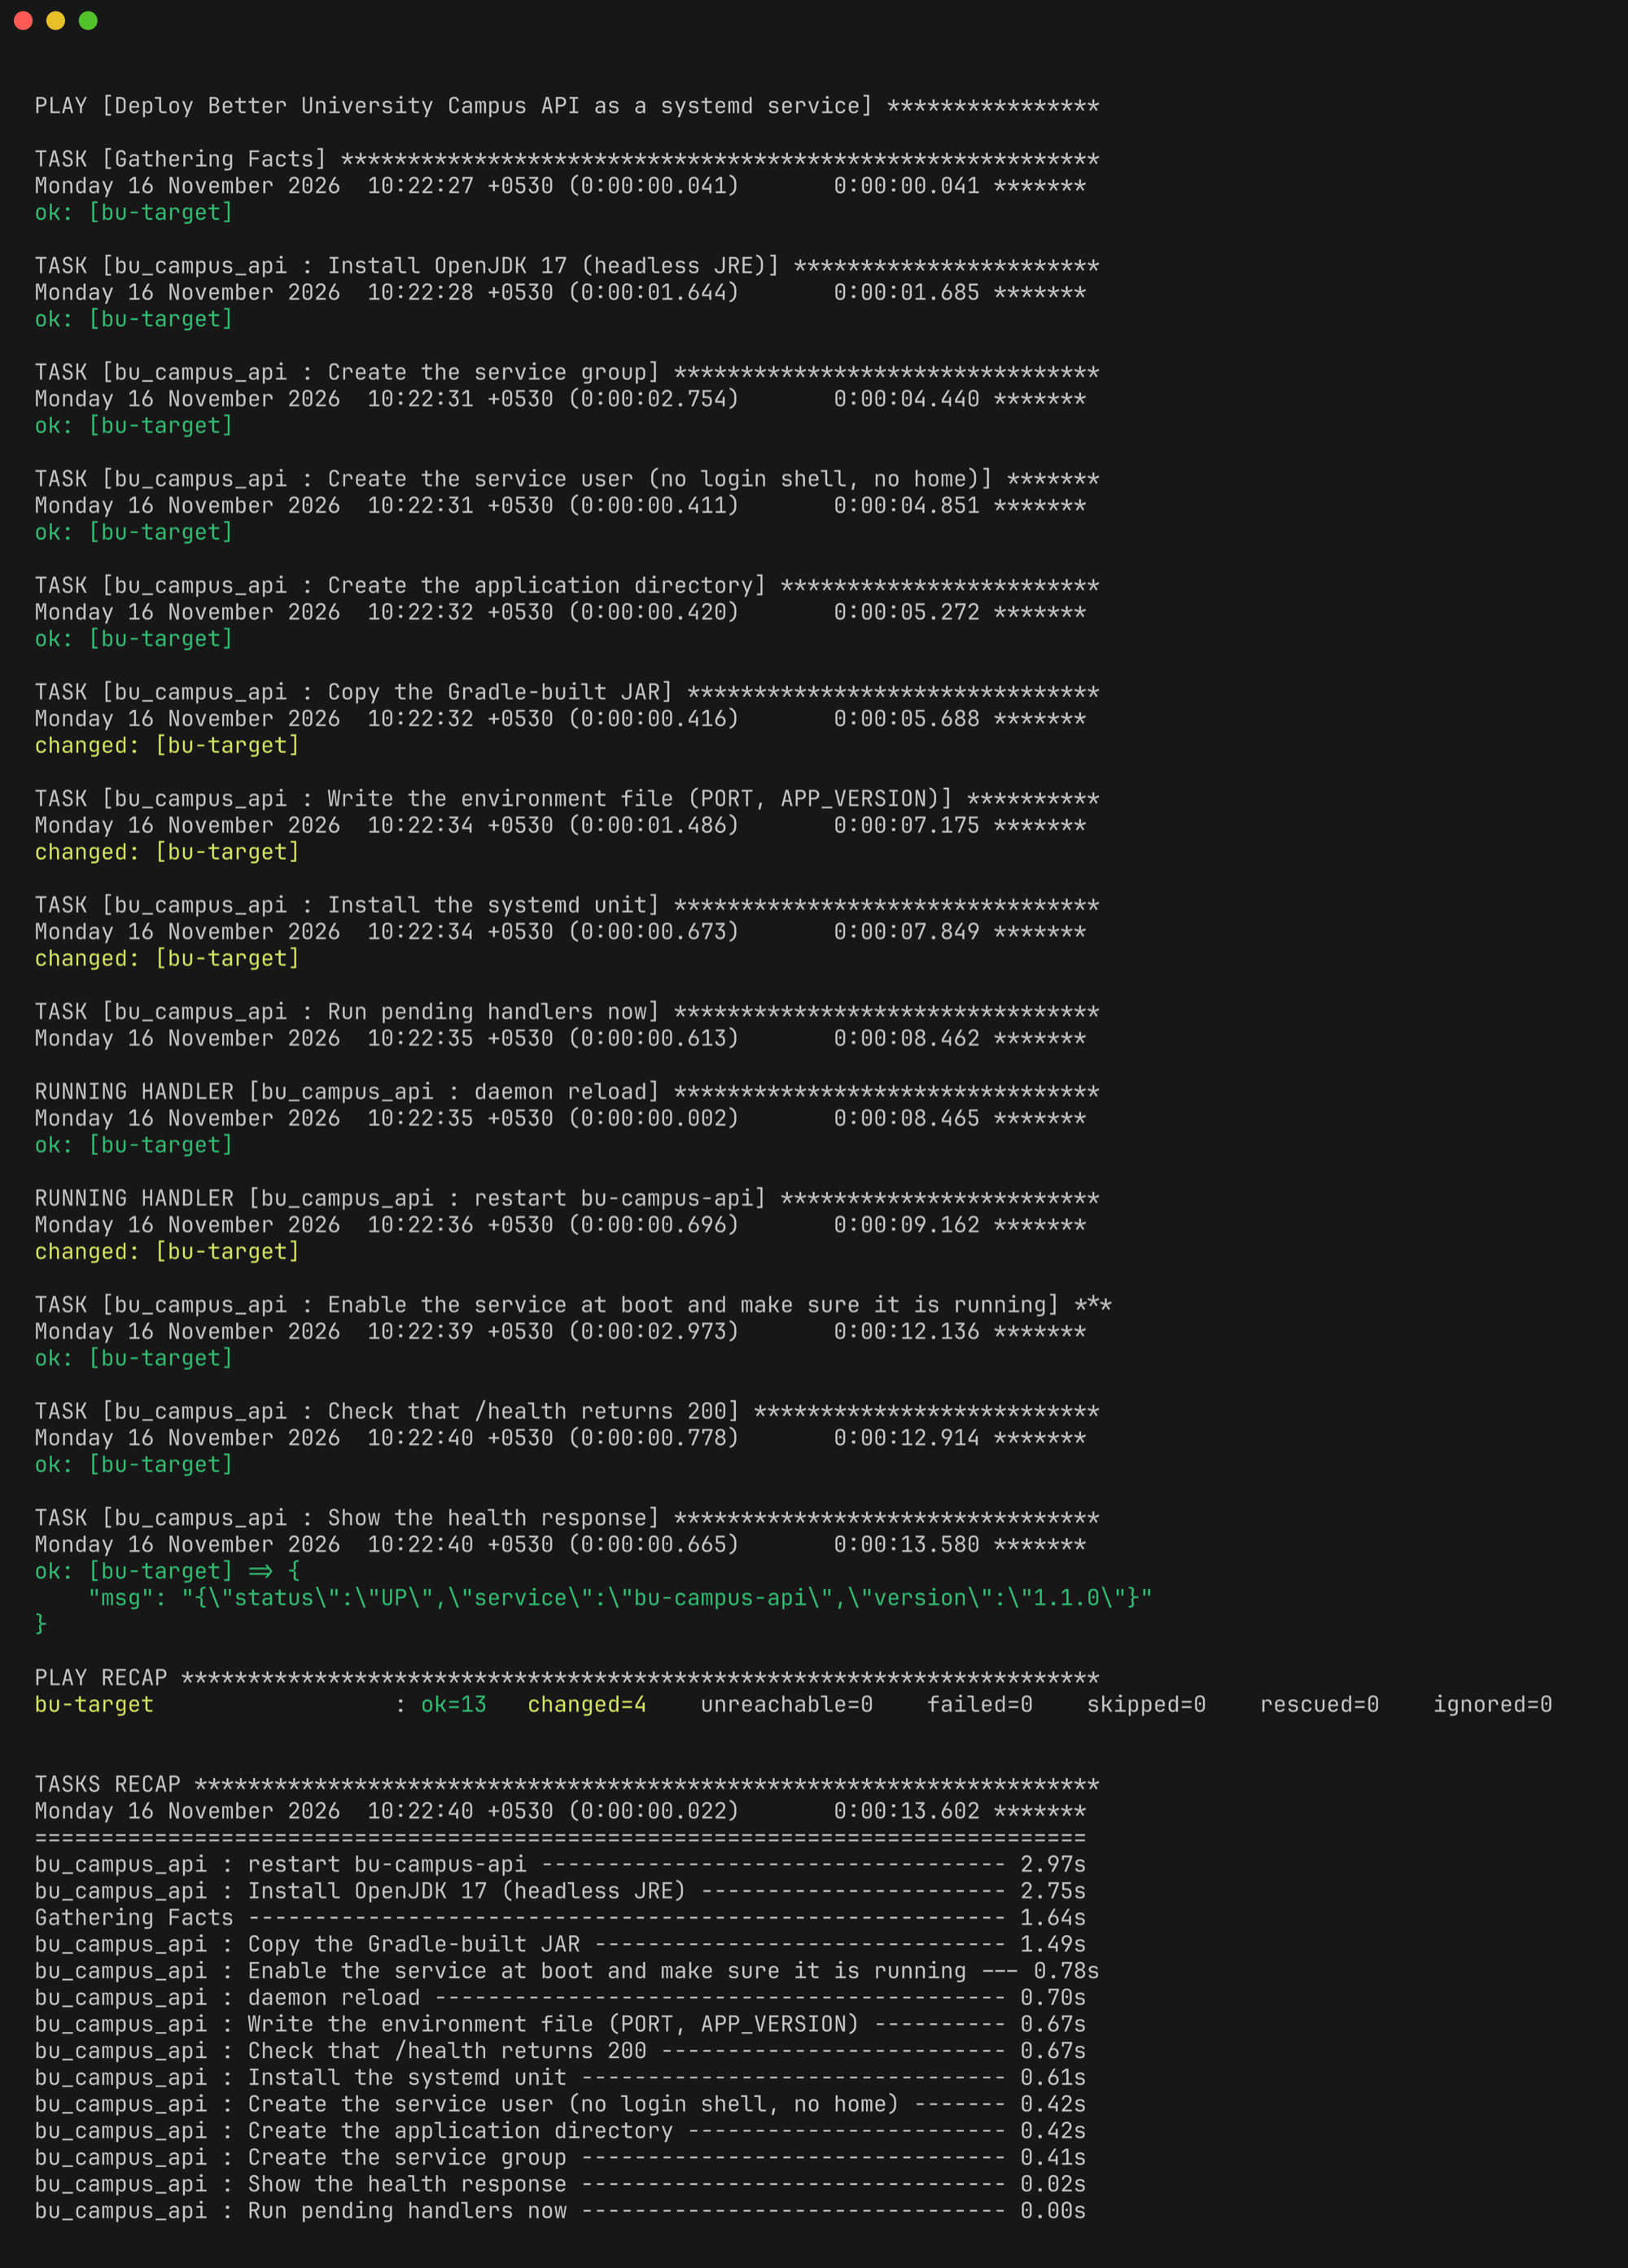 PLAY [Deploy Better University Campus API as a systemd service] ****************
TASK [Gathering Facts] *********************************************************
Monday 16 November 2026  10:22:27 +0530 (0:00:00.041)       0:00:00.041 *******
ok: [bu-target]
TASK [bu_campus_api : Install OpenJDK 17 (headless JRE)] ***********************
Monday 16 November 2026  10:22:28 +0530 (0:00:01.644)       0:00:01.685 *******
ok: [bu-target]
TASK [bu_campus_api : Create the service group] ********************************
Monday 16 November 2026  10:22:31 +0530 (0:00:02.754)       0:00:04.440 *******
ok: [bu-target]
TASK [bu_campus_api : Create the service user (no login shell, no home)] *******
Monday 16 November 2026  10:22:31 +0530 (0:00:00.411)       0:00:04.851 *******
ok: [bu-target]
TASK [bu_campus_api : Create the application directory] ************************
Monday 16 November 2026  10:22:32 +0530 (0:00:00.420)       0:00:05.272 *******
ok: [bu-target]
TASK [bu_campus_api : Copy the Gradle-built JAR] *******************************
Monday 16 November 2026  10:22:32 +0530 (0:00:00.416)       0:00:05.688 *******
changed: [bu-target]
TASK [bu_campus_api : Write the environment file (PORT, APP_VERSION)] **********
Monday 16 November 2026  10:22:34 +0530 (0:00:01.486)       0:00:07.175 *******
changed: [bu-target]
TASK [bu_campus_api : Install the systemd unit] ********************************
Monday 16 November 2026  10:22:34 +0530 (0:00:00.673)       0:00:07.849 *******
changed: [bu-target]
TASK [bu_campus_api : Run pending handlers now] ********************************
Monday 16 November 2026  10:22:35 +0530 (0:00:00.613)       0:00:08.462 *******
RUNNING HANDLER [bu_campus_api : daemon reload] ********************************
Monday 16 November 2026  10:22:35 +0530 (0:00:00.002)       0:00:08.465 *******
ok: [bu-target]
RUNNING HANDLER [bu_campus_api : restart bu-campus-api] ************************
Monday 16 November 2026  10:22:36 +0530 (0:00:00.696)       0:00:09.162 *******
changed: [bu-target]
TASK [bu_campus_api : Enable the service at boot and make sure it is running] ***
Monday 16 November 2026  10:22:39 +0530 (0:00:02.973)       0:00:12.136 *******
ok: [bu-target]
TASK [bu_campus_api : Check that /health returns 200] **************************
Monday 16 November 2026  10:22:40 +0530 (0:00:00.778)       0:00:12.914 *******
ok: [bu-target]
TASK [bu_campus_api : Show the health response] ********************************
Monday 16 November 2026  10:22:40 +0530 (0:00:00.665)       0:00:13.580 *******
ok: [bu-target] => {
    "msg": "{\"status\":\"UP\",\"service\":\"bu-campus-api\",\"version\":\"1.1.0\"}"
}
PLAY RECAP *********************************************************************
bu-target                  : ok=13   changed=4    unreachable=0    failed=0    skipped=0    rescued=0    ignored=0
TASKS RECAP ********************************************************************
Monday 16 November 2026  10:22:40 +0530 (0:00:00.022)       0:00:13.602 *******
===============================================================================
bu_campus_api : restart bu-campus-api ----------------------------------- 2.97s
bu_campus_api : Install OpenJDK 17 (headless JRE) ----------------------- 2.75s
Gathering Facts --------------------------------------------------------- 1.64s
bu_campus_api : Copy the Gradle-built JAR ------------------------------- 1.49s
bu_campus_api : Enable the service at boot and make sure it is running --- 0.78s
bu_campus_api : daemon reload ------------------------------------------- 0.70s
bu_campus_api : Write the environment file (PORT, APP_VERSION) ---------- 0.67s
bu_campus_api : Check that /health returns 200 -------------------------- 0.67s
bu_campus_api : Install the systemd unit -------------------------------- 0.61s
bu_campus_api : Create the service user (no login shell, no home) ------- 0.42s
bu_campus_api : Create the application directory ------------------------ 0.42s
bu_campus_api : Create the service group -------------------------------- 0.41s
bu_campus_api : Show the health response -------------------------------- 0.02s
bu_campus_api : Run pending handlers now -------------------------------- 0.00s